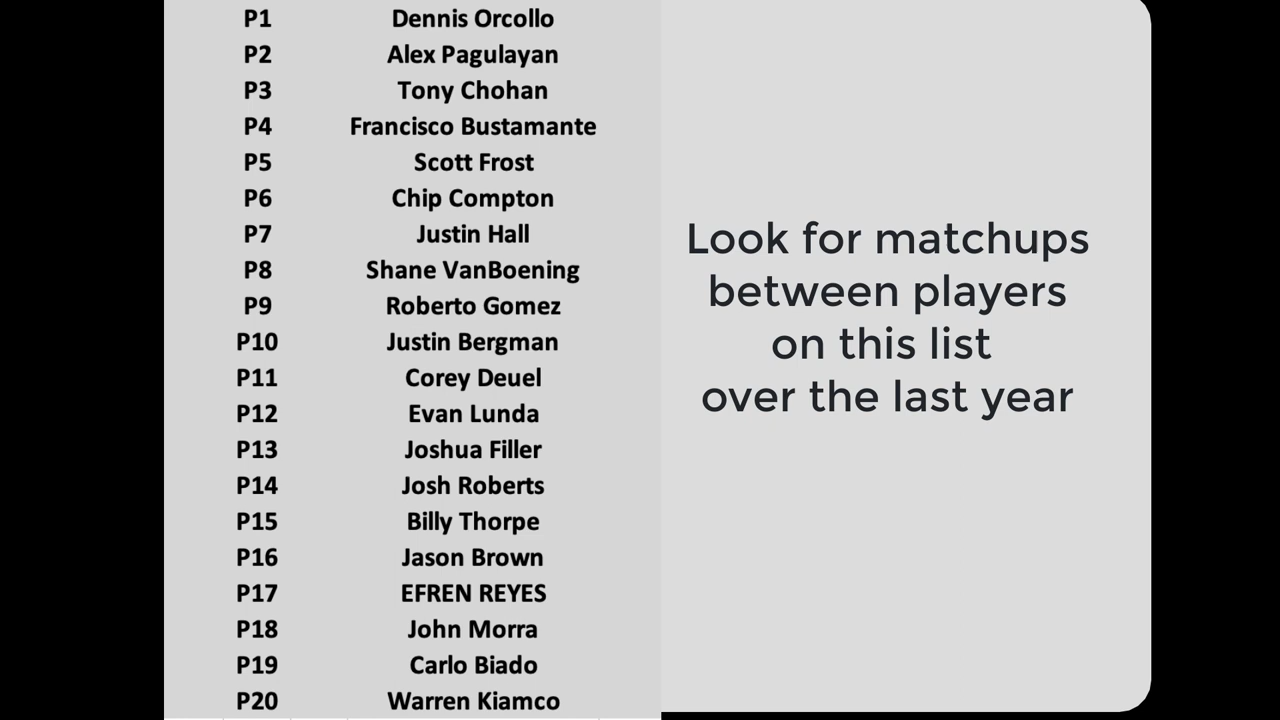 P1 Dennis Orcollo
P2 Alex Pagulayan
P3 Tony Chohan
P4 Francisco Bustamante
P5 Scott Frost
P6 Chip Compton
P7 Justin Hall
P8 Shane VanBoening
P9 Roberto Gomez
P10 Justin Bergman
P11 Corey Deuel
P12 Evan Lunda
P13 Joshua Filler
P14 Josh Roberts
P15 Billy Thorpe
P16 Jason Brown
P17 EFREN REYES
P18 John Morra
P19 Carlo Biado
P20 Warren Kiamco
Look for matchups
between players
on this list
over the last year